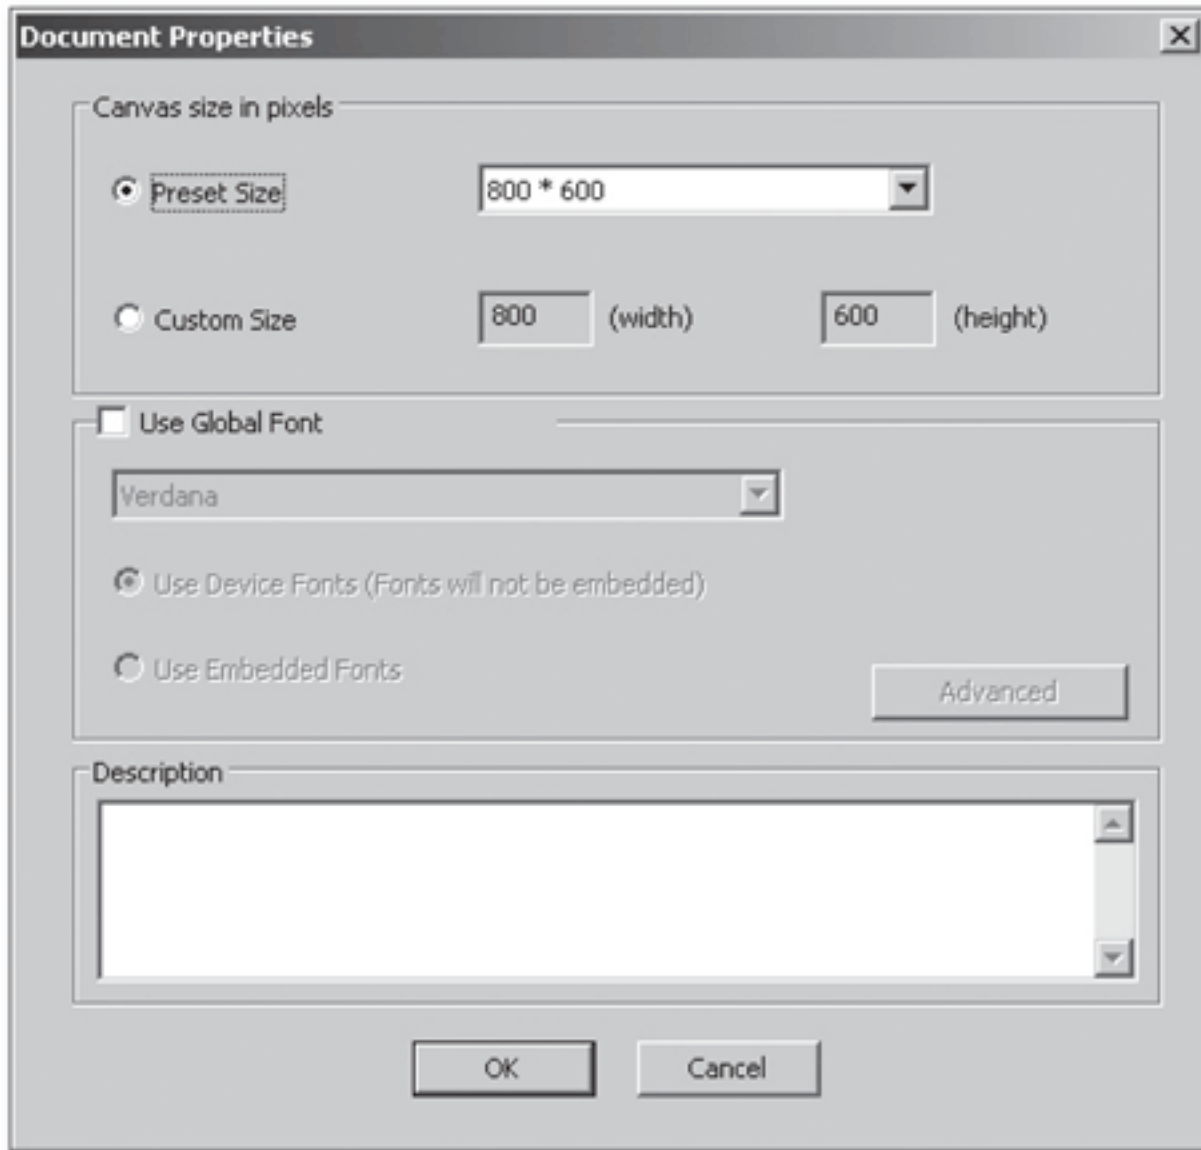 Document Properties
Canvas size in pixels
Preset Size 800 * 600
Custom Size 800 (width) 600 (height)
Use Global Font
Verdana
Use Device Fonts (Fonts will not be embedded)
Use Embedded Fonts
Advanced
Description
OK Cancel